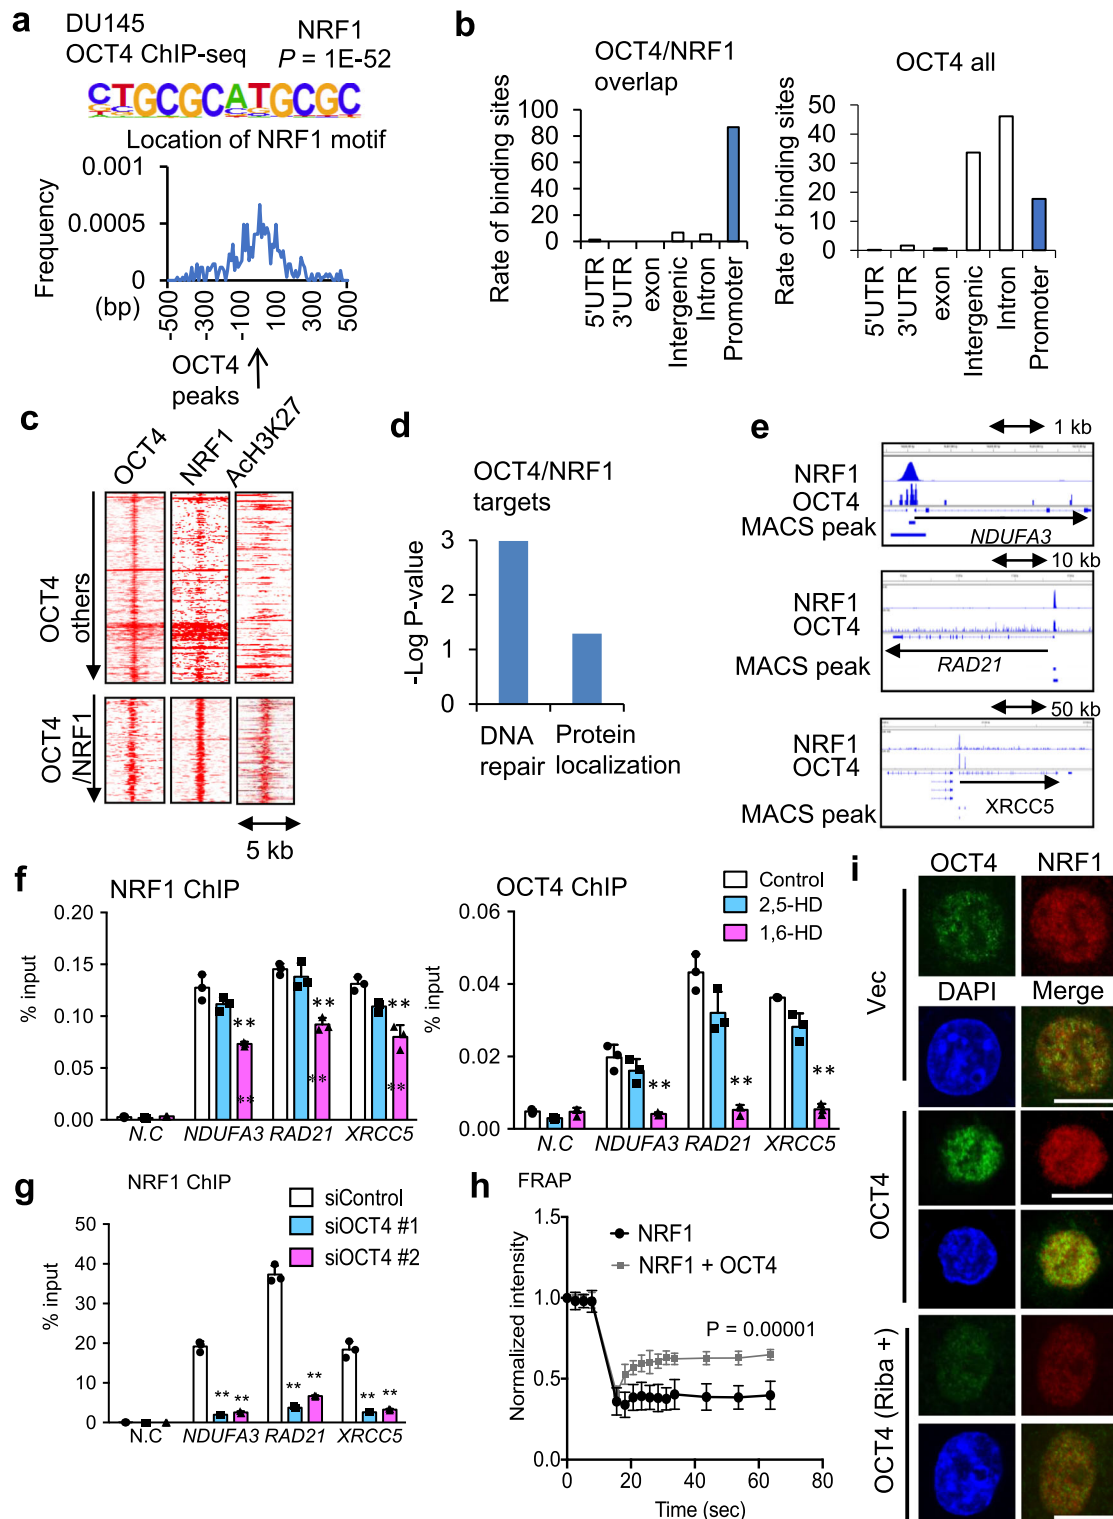 a
DU145
OCT4 ChIP-seq
NRF1
P = 1E-52
CTGCGCATGCGC
Location of NRF1 motif
Frequency
0.001
0.0005
0
(bp)
-500
-300
-100
100
300
500
OCT4
peaks
b
OCT4/NRF1
overlap
Rate of binding sites
100
80
60
40
20
0
5'UTR
3'UTR
exon
Intergenic
Intron
Promoter
OCT4 all
Rate of binding sites
50
40
30
20
10
0
5'UTR
3'UTR
exon
Intergenic
Intron
Promoter
c
OCT4
NRF1
AcH3K27
OCT4
others
OCT4
/NRF1
5 kb
d
OCT4/NRF1
targets
-Log P-value
3
2
1
0
DNA
repair
Protein
localization
e
1 kb
NRF1
OCT4
MACS peak
NDUFA3
10 kb
NRF1
OCT4
RAD21
MACS peak
50 kb
NRF1
OCT4
XRCC5
MACS peak
f
NRF1 ChIP
% input
0.20
0.15
0.10
0.05
0.00
**
**
**
**
**
**
N.C
NDUFA3
RAD21
XRCC5
OCT4 ChIP
Control
2,5-HD
1,6-HD
% input
0.06
0.04
0.02
0.00
**
**
**
N.C
NDUFA3
RAD21
XRCC5
g
NRF1 ChIP
siControl
siOCT4 #1
siOCT4 #2
% input
50
40
30
20
10
0
**
**
**
**
**
**
N.C
NDUFA3
RAD21
XRCC5
h
FRAP
NRF1
NRF1 + OCT4
P = 0.00001
Normalized intensity
1.5
1.0
0.5
0.0
0
20
40
60
80
Time (sec)
i
OCT4
NRF1
DAPI
Merge
Vec
OCT4
OCT4 (Riba +)